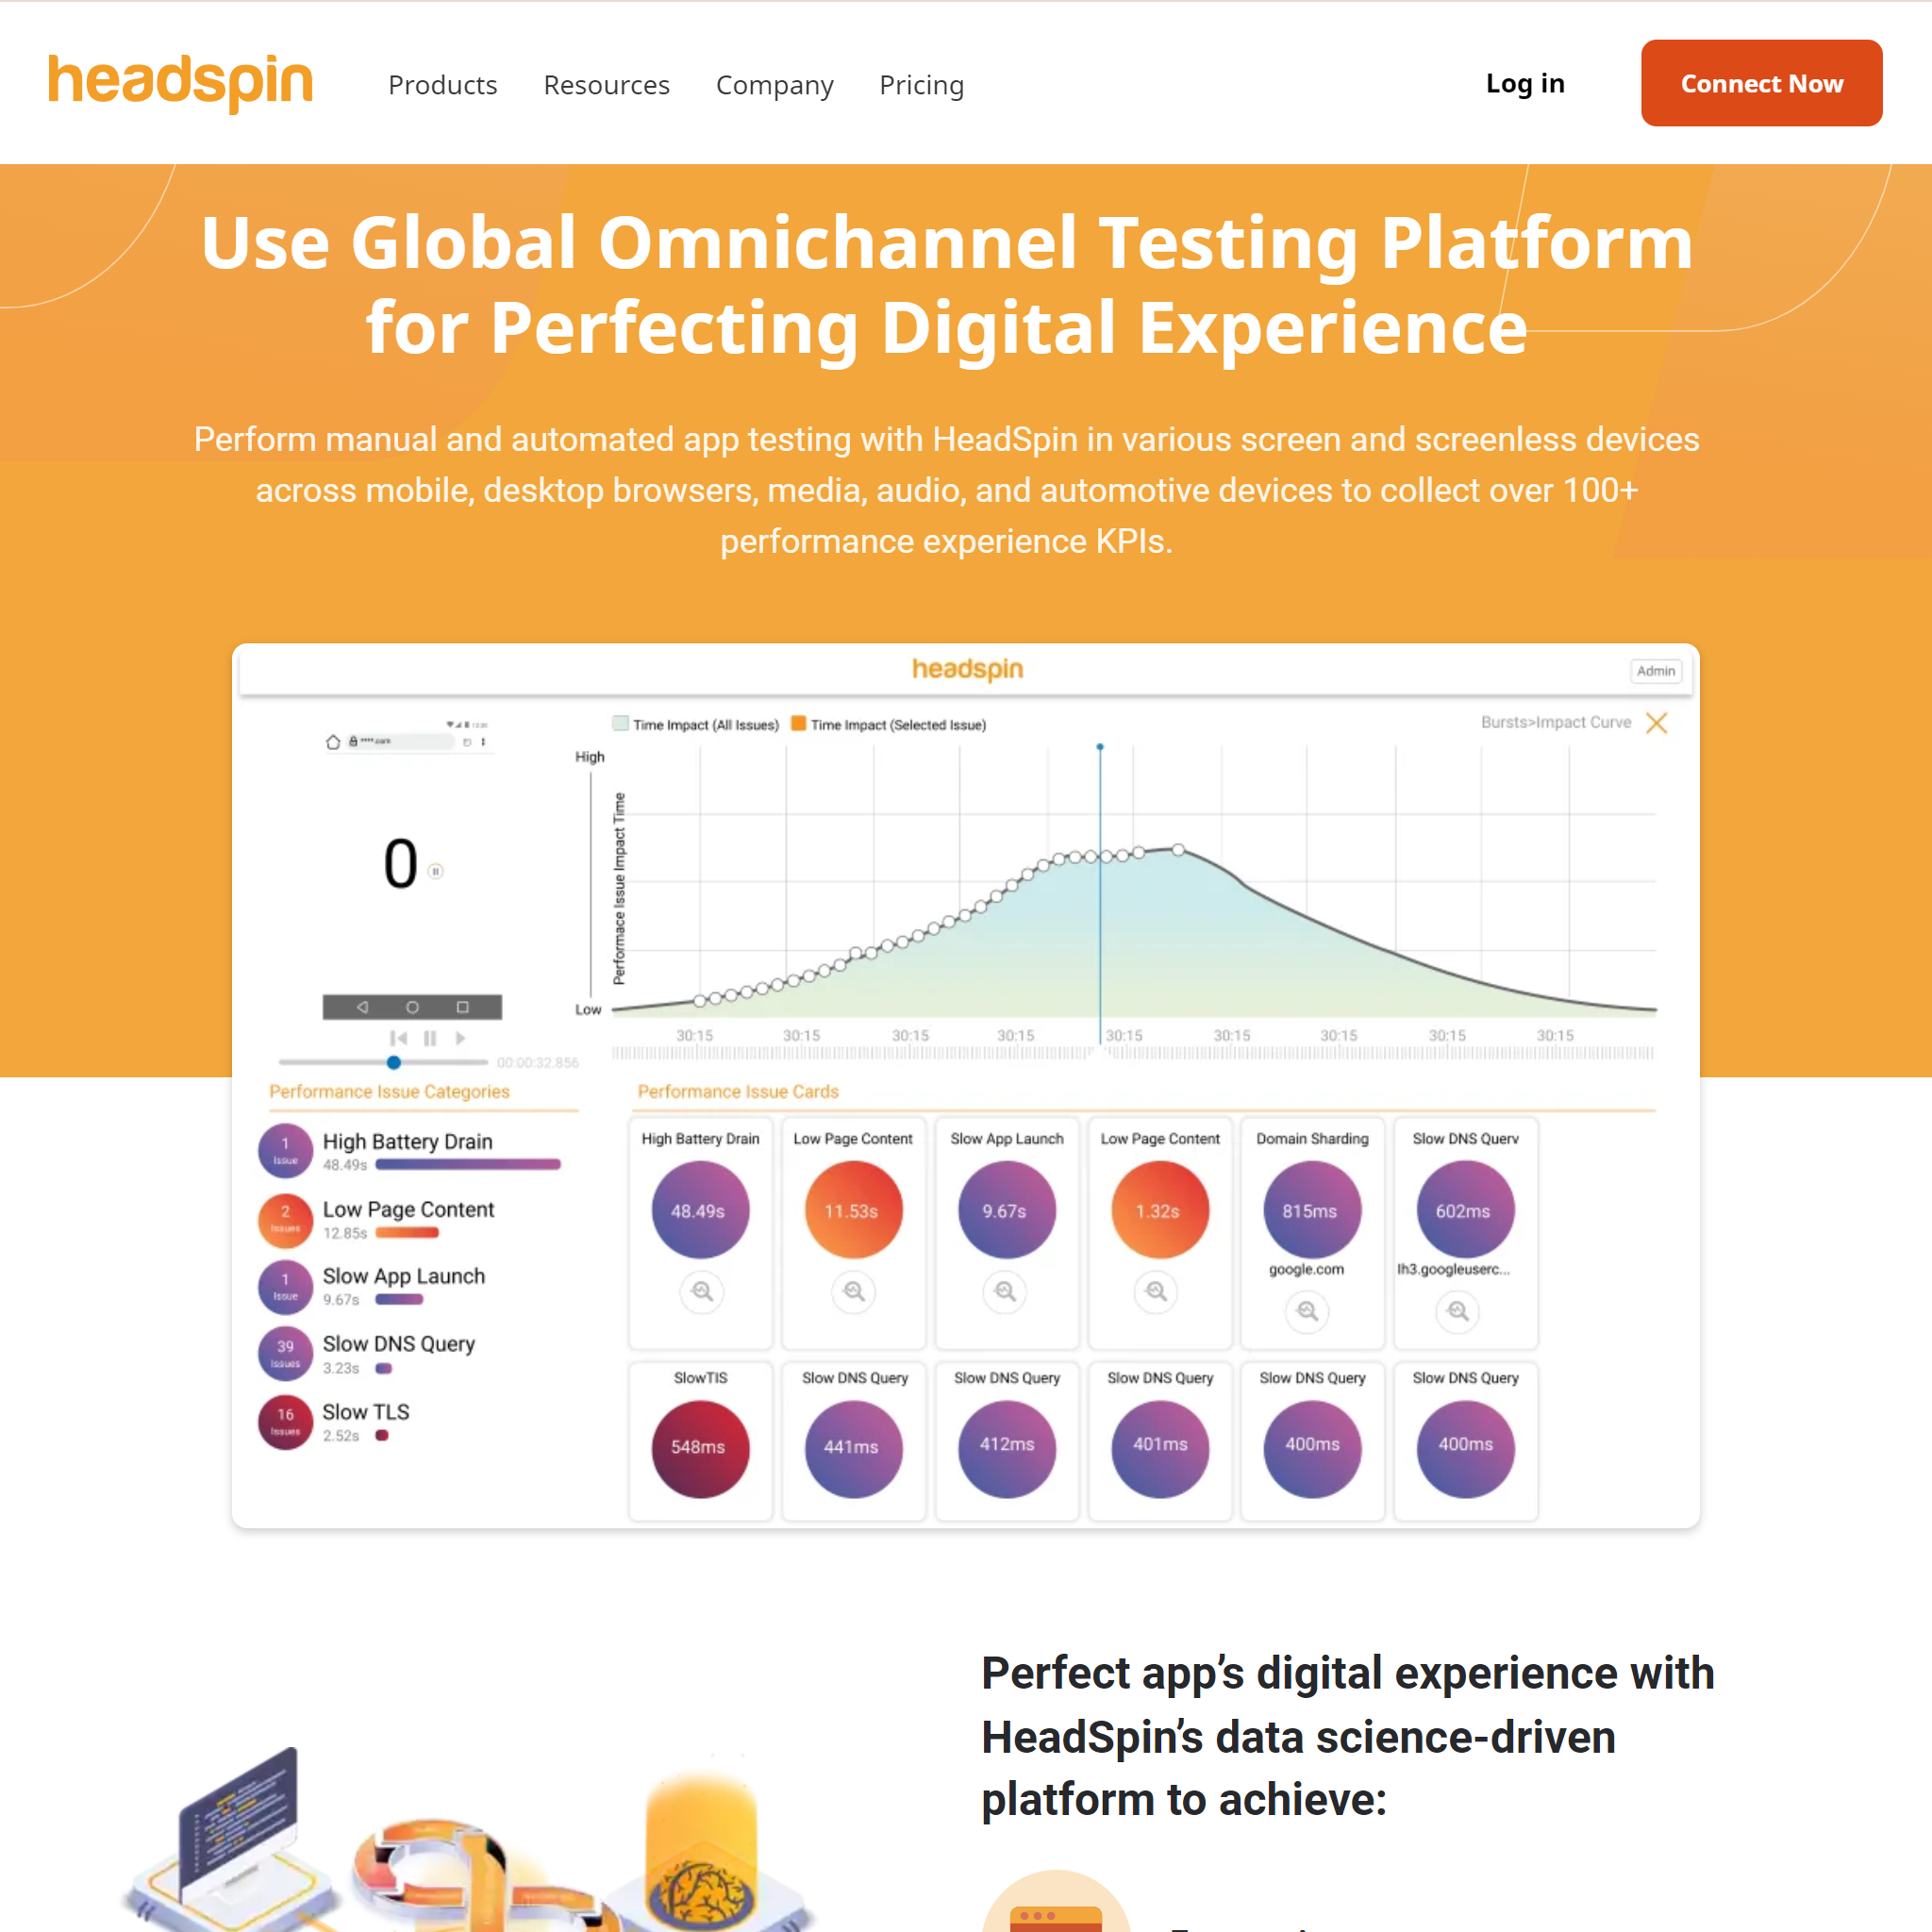 headspin
Products
Resources
Company
Pricing
Log in
Connect Now
Use Global Omnichannel Testing Platform
for Perfecting Digital Experience
Perform manual and automated app testing with HeadSpin in various screen and screenless devices
across mobile, desktop browsers, media, audio, and automotive devices to collect over 100+
performance experience KPIs.
headspin
Admin
Time Impact (All Issues)
Time Impact (Selected Issue)
Bursts>Impact Curve
High
Performace Issue Impact Time
Low
0
30:15 30:15 30:15 30:15 30:15 30:15 30:15 30:15 30:15
00:00:32.856
Performance Issue Categories
1
Issue
High Battery Drain
48.49s
2
Issues
Low Page Content
12.85s
1
Issue
Slow App Launch
9.67s
39
Issues
Slow DNS Query
3.23s
16
Issues
Slow TLS
2.52s
Performance Issue Cards
High Battery Drain
48.49s
Low Page Content
11.53s
Slow App Launch
9.67s
Low Page Content
1.32s
Domain Sharding
815ms
google.com
Slow DNS Query
602ms
lh3.googleuserc...
SlowTlS
548ms
Slow DNS Query
441ms
Slow DNS Query
412ms
Slow DNS Query
401ms
Slow DNS Query
400ms
Slow DNS Query
400ms
Perfect app’s digital experience with
HeadSpin’s data science-driven
platform to achieve: